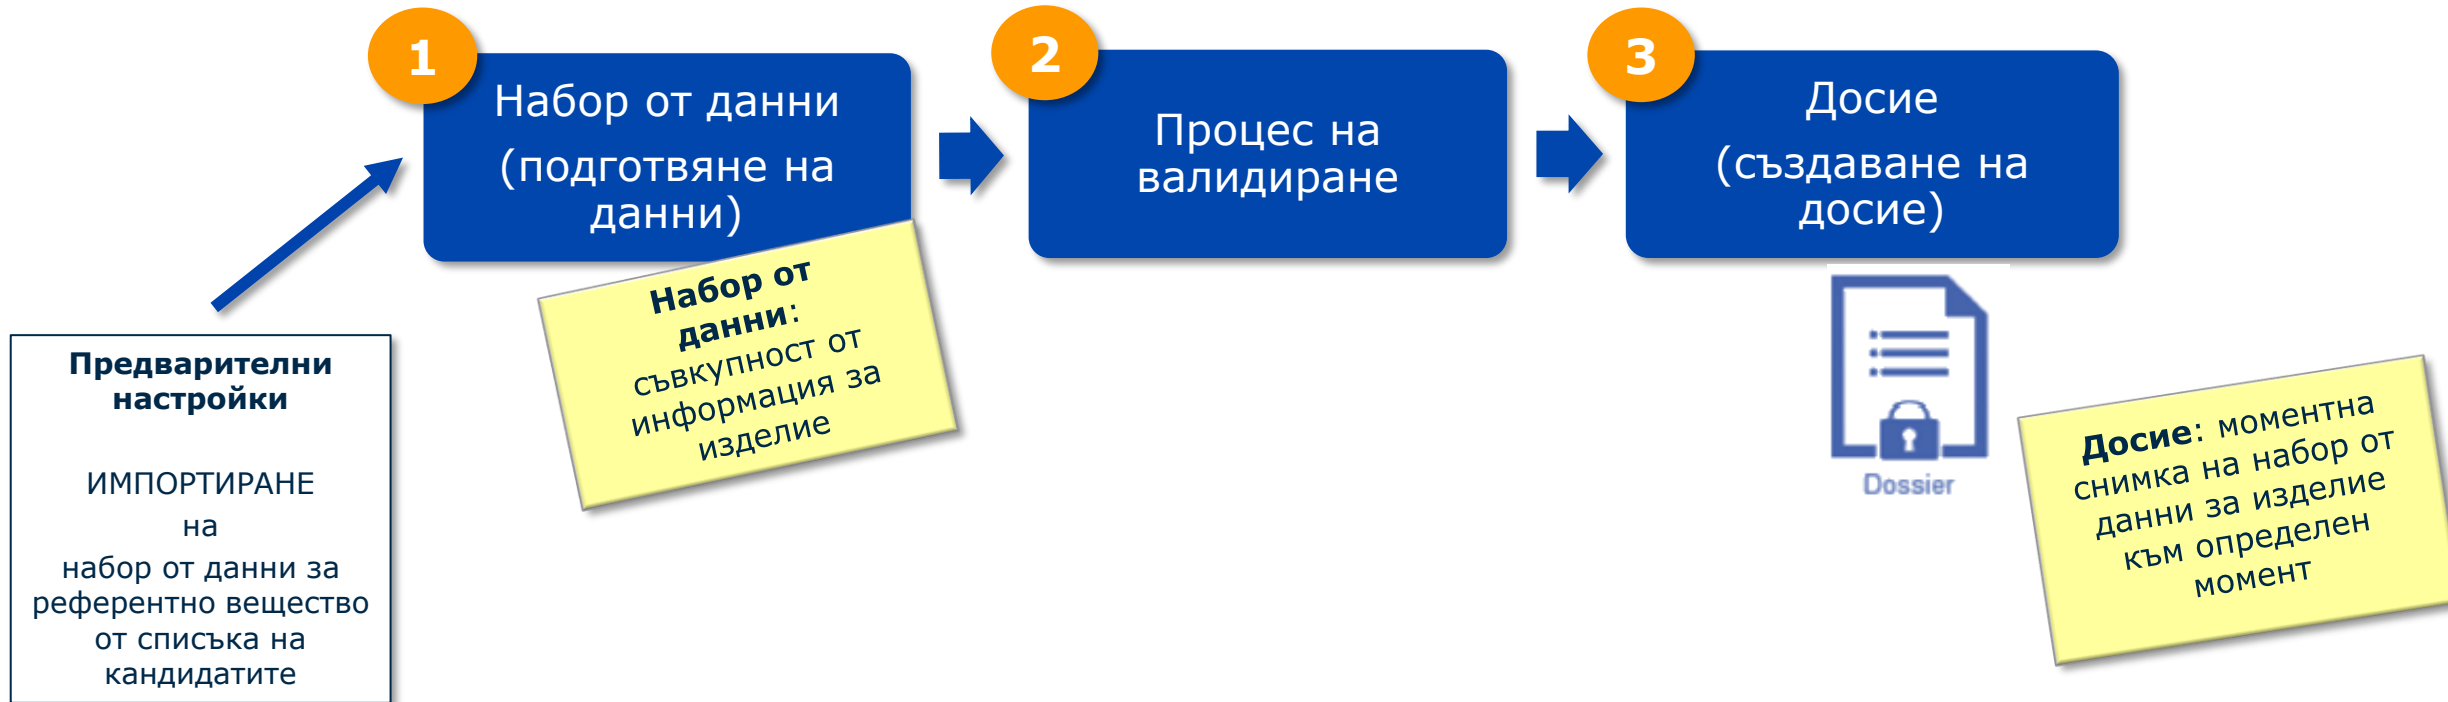 1
Набор от данни
(подготвяне на
данни)
2
Процес на
валидиране
3
Досие
(създаване на
досие)
Набор от
данни:
съвкупност от
информация за
изделие
Dossier
Досие: моментна
снимка на набор от
данни за изделие
към определен
момент
Предварителни
настройки
ИМПОРТИРАНЕ
на
набор от данни за
референтно вещество
от списъка на
кандидатите